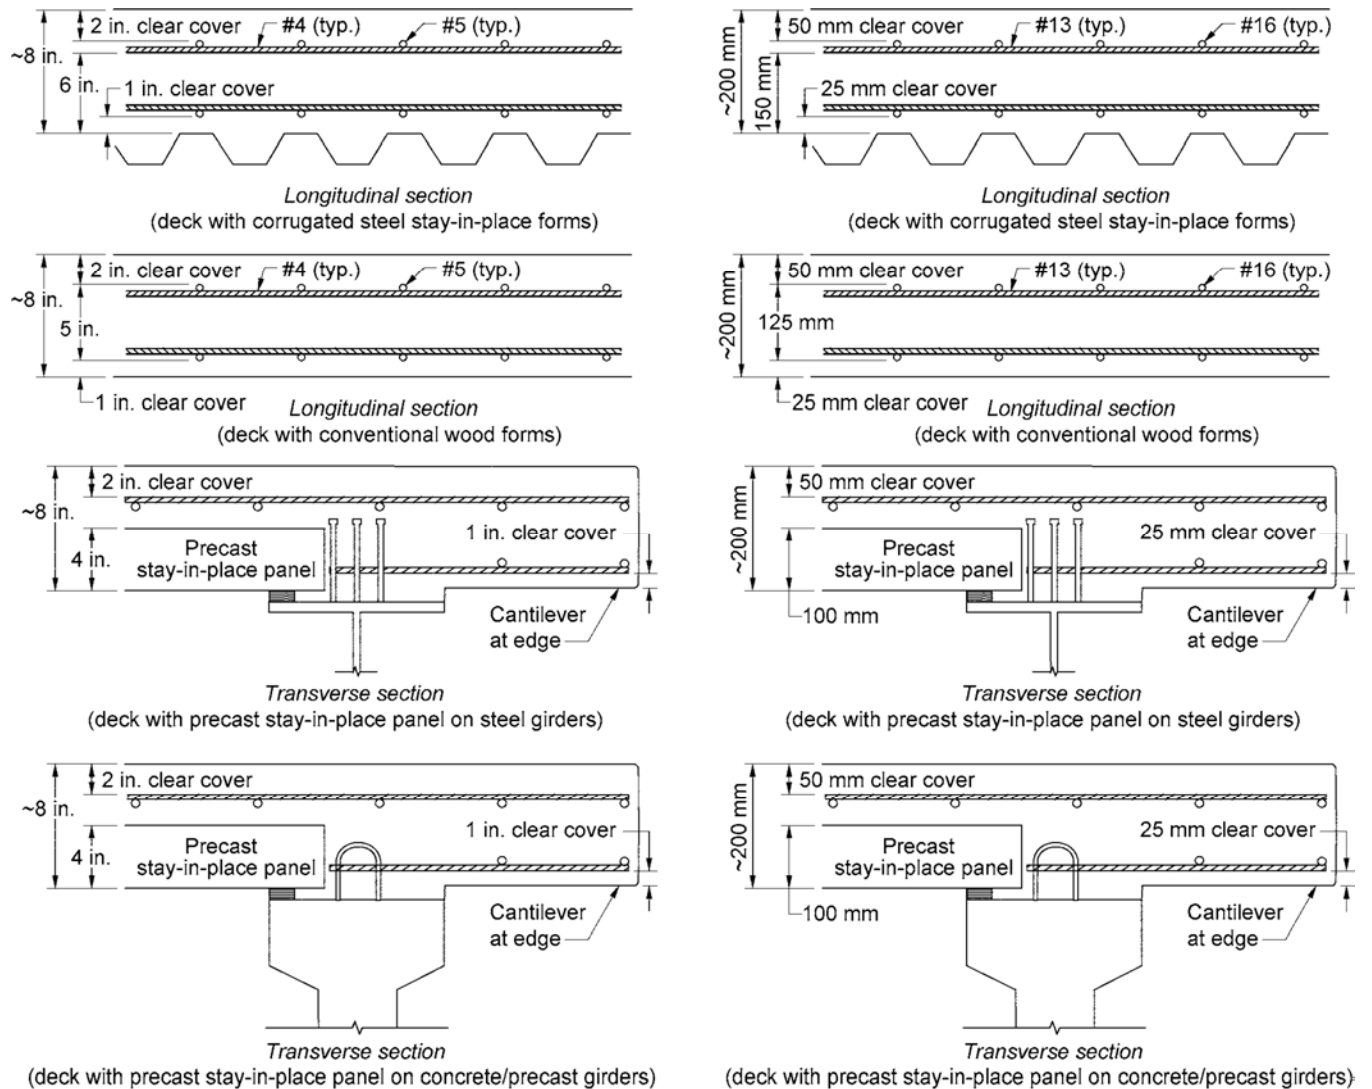 2 in. clear cover
#4 (typ.)
#5 (typ.)
~8 in.
6 in.
1 in. clear cover
Longitudinal section
(deck with corrugated steel stay-in-place forms)
50 mm clear cover
#13 (typ.)
#16 (typ.)
~200 mm
150 mm
25 mm clear cover
Longitudinal section
(deck with corrugated steel stay-in-place forms)
2 in. clear cover
#4 (typ.)
#5 (typ.)
~8 in.
5 in.
1 in. clear cover
Longitudinal section
(deck with conventional wood forms)
50 mm clear cover
#13 (typ.)
#16 (typ.)
~200 mm
125 mm
25 mm clear cover
Longitudinal section
(deck with conventional wood forms)
2 in. clear cover
~8 in.
1 in. clear cover
4 in.
Precast
stay-in-place panel
Cantilever
at edge
Transverse section
(deck with precast stay-in-place panel on steel girders)
50 mm clear cover
~200 mm
25 mm clear cover
Precast
stay-in-place panel
100 mm
Cantilever
at edge
Transverse section
(deck with precast stay-in-place panel on steel girders)
2 in. clear cover
~8 in.
1 in. clear cover
4 in.
Precast
stay-in-place panel
Cantilever
at edge
Transverse section
(deck with precast stay-in-place panel on concrete/precast girders)
50 mm clear cover
~200 mm
25 mm clear cover
Precast
stay-in-place panel
100 mm
Cantilever
at edge
Transverse section
(deck with precast stay-in-place panel on concrete/precast girders)